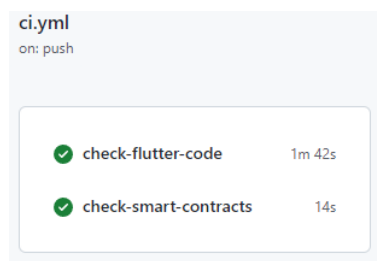 ci.yml
on: push
check-flutter-code 1m 42s
check-smart-contracts 14s